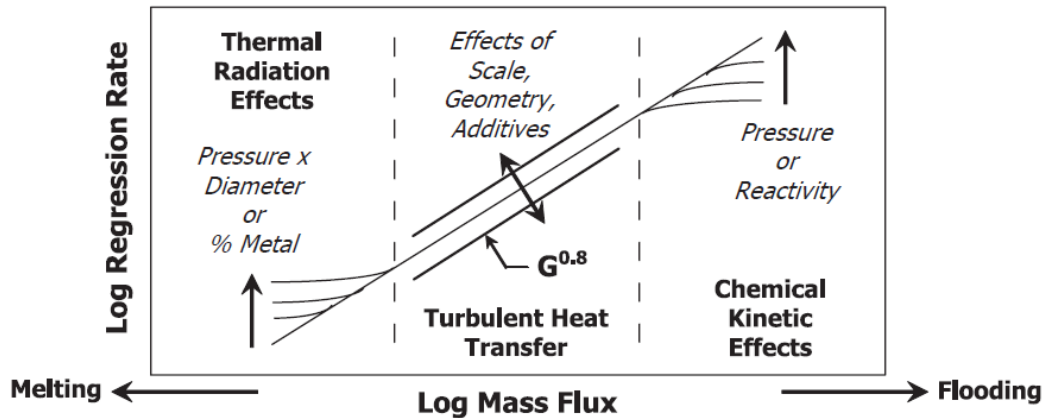 Thermal
Radiation
Effects
Pressure x
Diameter
or
% Metal
Effects of
Scale,
Geometry,
Additives
G^0.8
Turbulent Heat
Transfer
Pressure
or
Reactivity
Chemical
Kinetic
Effects
Log Regression Rate
Melting
Log Mass Flux
Flooding